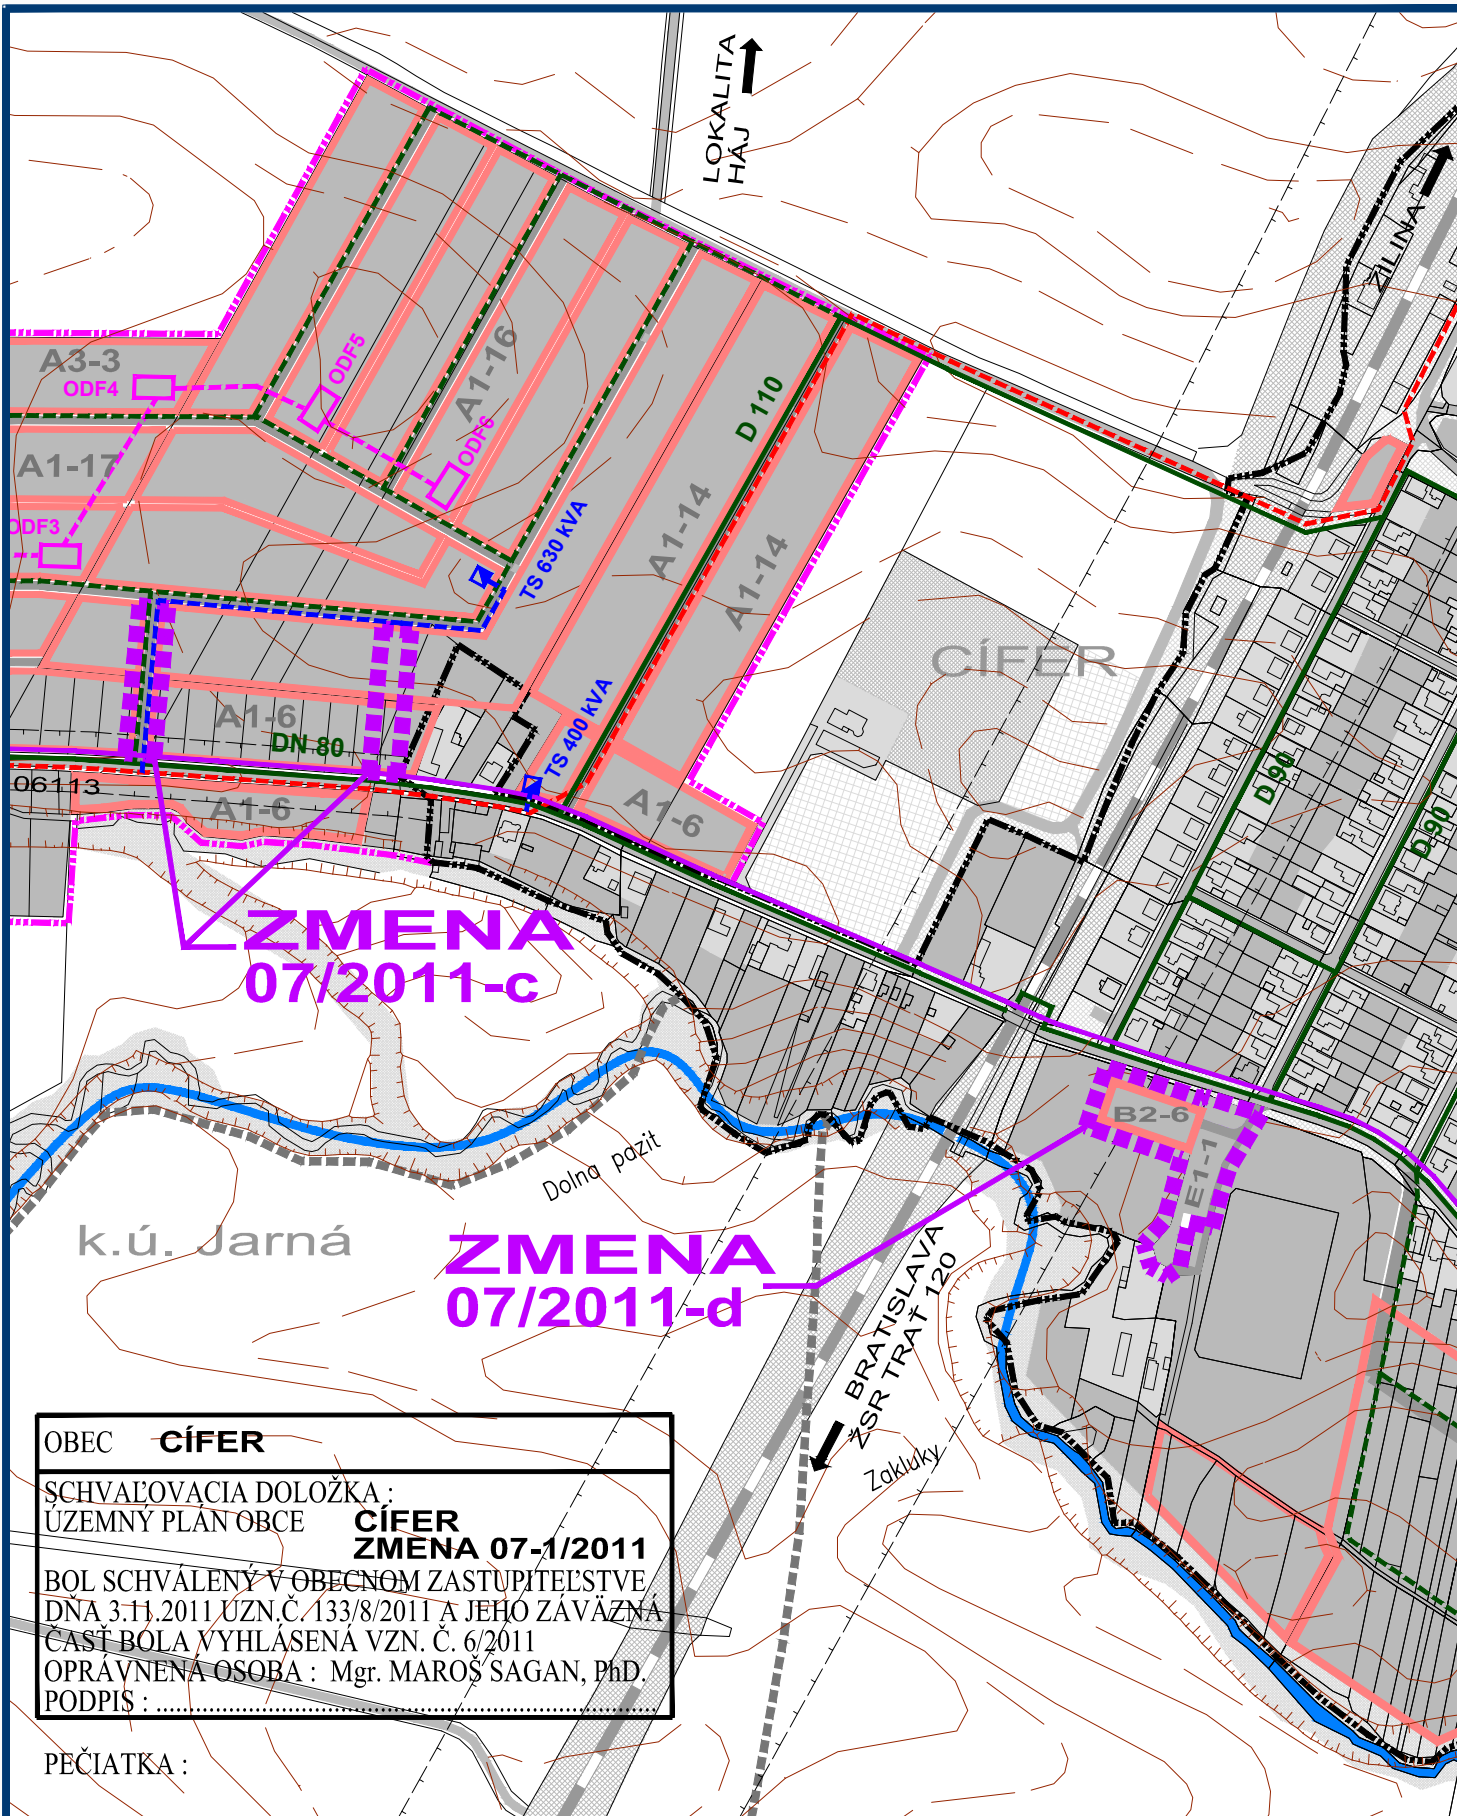 LOKALITA
HÁJ
ŽILINA
A3-3
ODF4
ODF5
A1-16
ODF6
A1-17
ODF3
D 110
TS 630 kVA
A1-14
A1-14
CÍFER
A1-6
DN 80
TS 400 kVA
06113
A1-6
A1-6
D 90
D 90
ZMENA
07/2011-c
B2-6
E1-1
Dolna pazit
k.ú. Jarná
ZMENA
07/2011-d
BRATISLAVA
ŽSR TRAŤ 120
Zakluky
OBEC CÍFER
SCHVAĽOVACIA DOLOŽKA :
ÚZEMNÝ PLÁN OBCE CÍFER
ZMENA 07-1/2011
BOL SCHVÁLENÝ V OBECNOM ZASTUPITEĽSTVE
DŇA 3.11.2011 UZN.Č. 133/8/2011 A JEHO ZÁVÄZNÁ
ČASŤ BOLA VYHLÁSENÁ VZN. Č. 6/2011
OPRÁVNENÁ OSOBA : Mgr. MAROŠ SAGAN, PhD.
PODPIS : ..............................................................................
PEČIATKA :